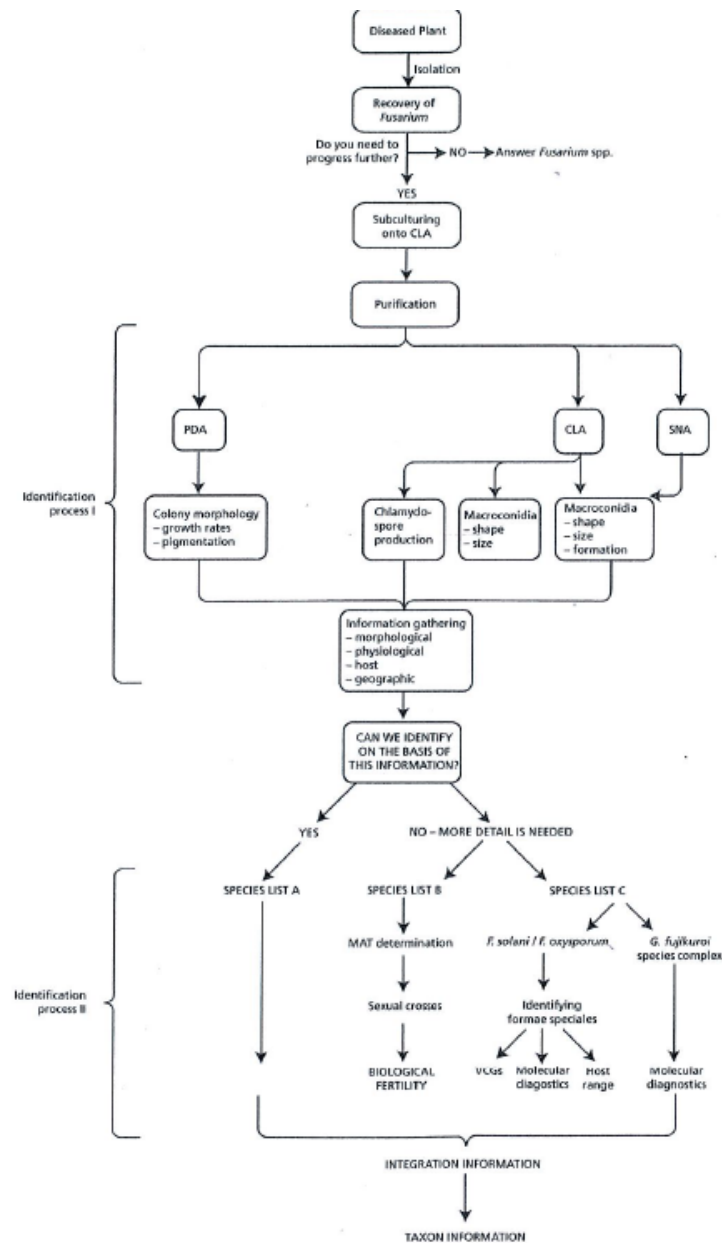 Diseased Plant
Isolation
Recovery of
Fusarium
Do you need to
progress further?
NO
Answer Fusarium spp.
YES
Subculturing
onto CLA
Purification
Identification
process I
PDA
CLA
SNA
Colony morphology
– growth rates
– pigmentation
Chlamydo-
spore
production
Macroconidia
– shape
– size
Macroconidia
– shape
– size
– formation
Information gathering
– morphological
– physiological
– host
– geographic
CAN WE IDENTIFY
ON THE BASIS OF
THIS INFORMATION?
YES
NO – MORE DETAIL IS NEEDED
Identification
process II
SPECIES LIST A
SPECIES LIST B
SPECIES LIST C
MAT determination
F. solani / F. oxysporum
G. fujikuroi
species complex
Sexual crosses
Identifying
formae speciales
BIOLOGICAL
FERTILITY
VCGs
Molecular
diagostics
Host
range
Molecular
diagnostics
INTEGRATION INFORMATION
TAXON INFORMATION